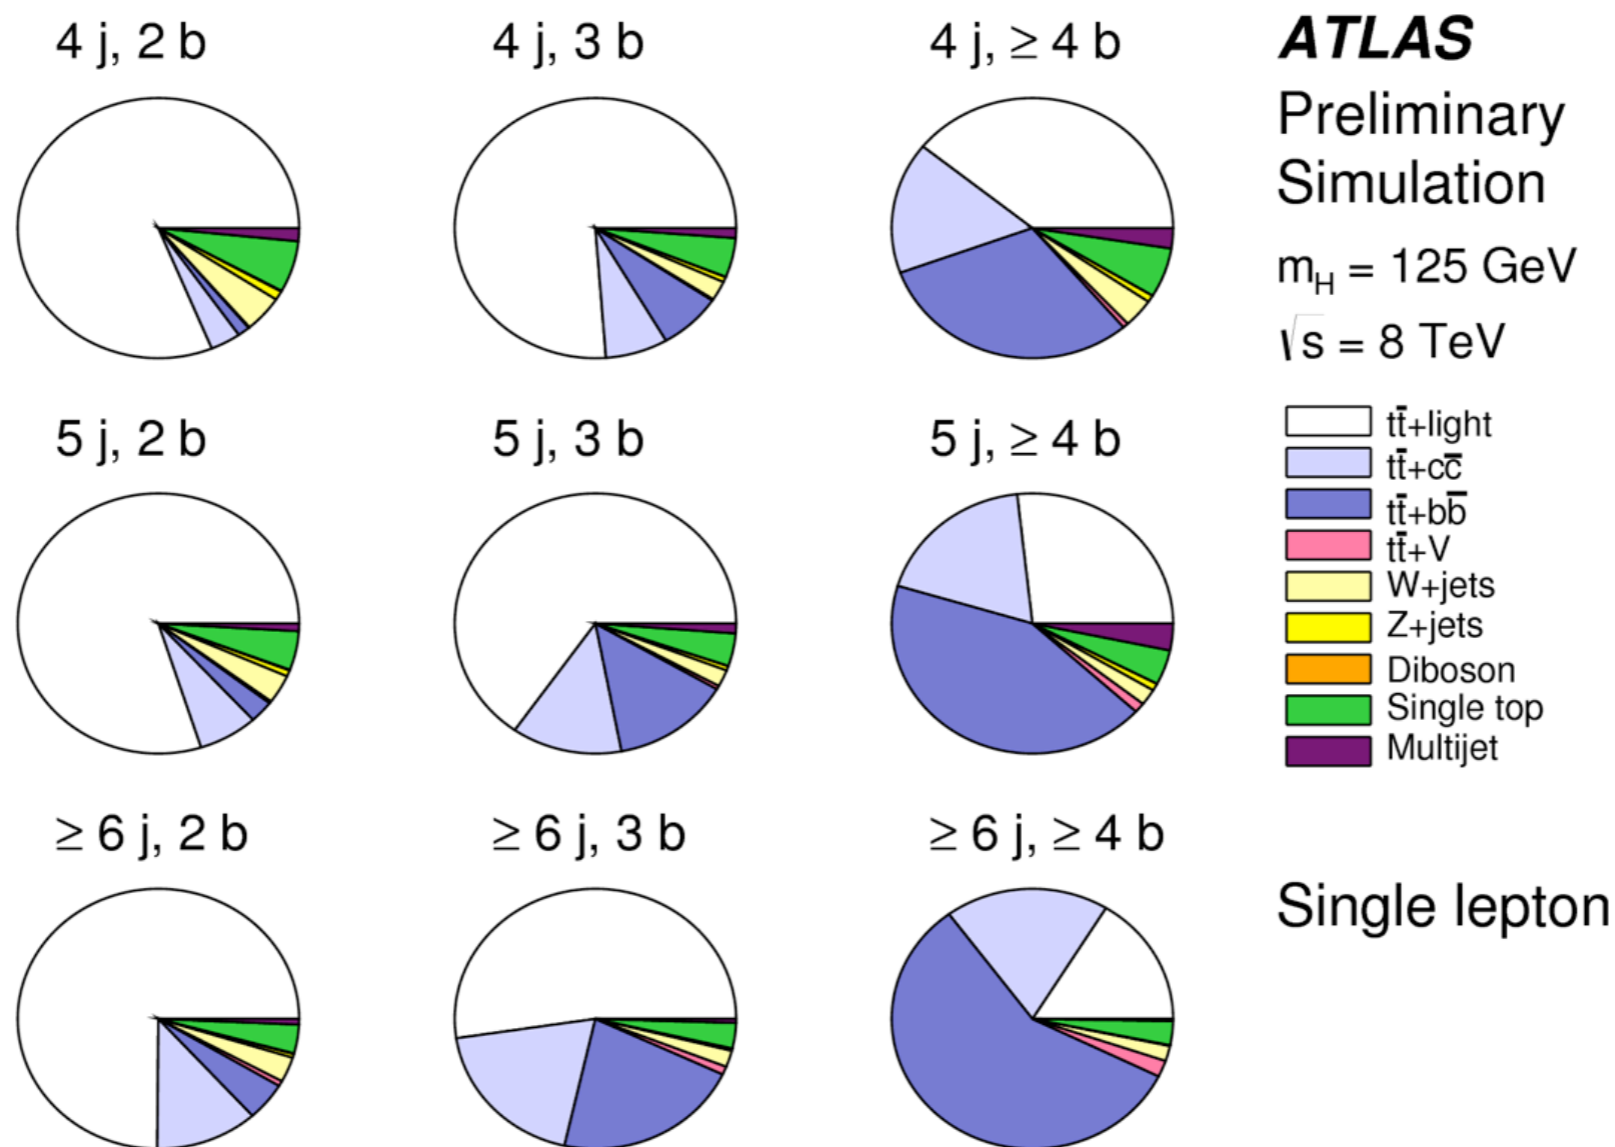 4 j, 2 b
4 j, 3 b
4 j, ≥ 4 b
ATLAS
Preliminary
Simulation
m_H = 125 GeV
√s = 8 TeV
5 j, 2 b
5 j, 3 b
5 j, ≥ 4 b
tt̄+light
tt̄+cc̄
tt̄+bb̄
tt̄+V
W+jets
Z+jets
Diboson
Single top
Multijet
≥ 6 j, 2 b
≥ 6 j, 3 b
≥ 6 j, ≥ 4 b
Single lepton